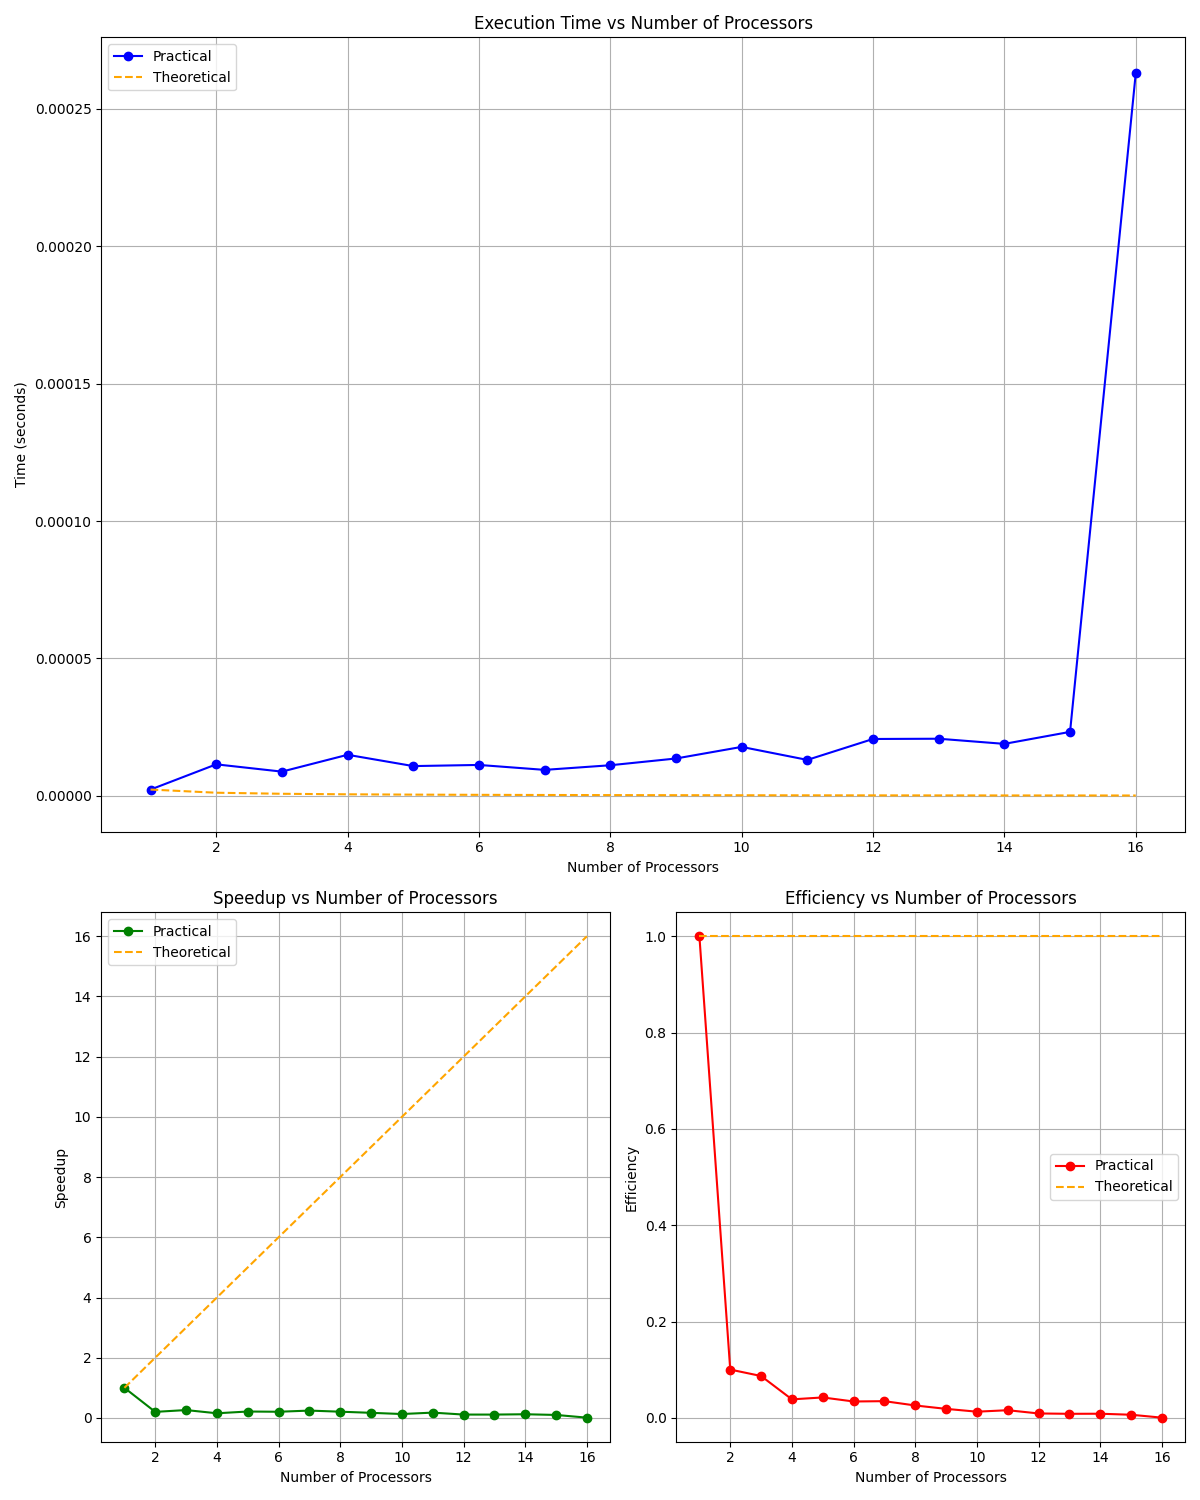 Execution Time vs Number of Processors
Practical
Theoretical
0.00025
0.00020
0.00015
0.00010
0.00005
0.00000
Time (seconds)
2 4 6 8 10 12 14 16
Number of Processors
Speedup vs Number of Processors
Practical
Theoretical
16
14
12
10
8
6
4
2
0
Speedup
2 4 6 8 10 12 14 16
Number of Processors
Efficiency vs Number of Processors
1.0
0.8
0.6
0.4
0.2
0.0
Efficiency
Practical
Theoretical
2 4 6 8 10 12 14 16
Number of Processors